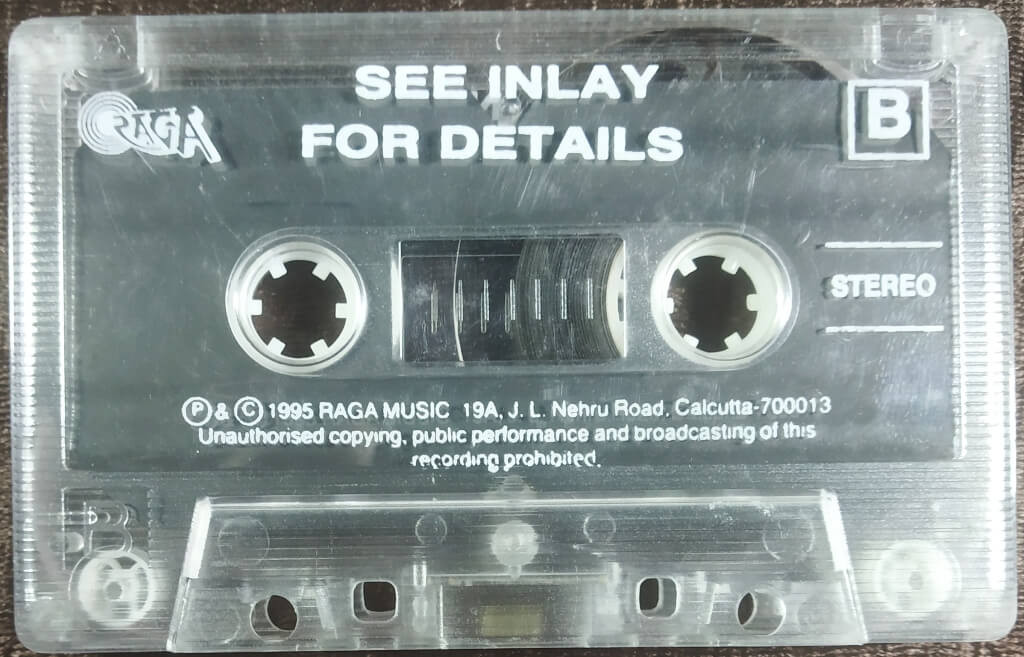 SEE INLAY
FOR DETAILS
RAGA
B
STEREO
Ⓟ & © 1995 RAGA MUSIC 19A, J. L. Nehru Road. Calcutta-700013
Unauthorised copying, public performance and broadcasting of this
recording prohibited.
B